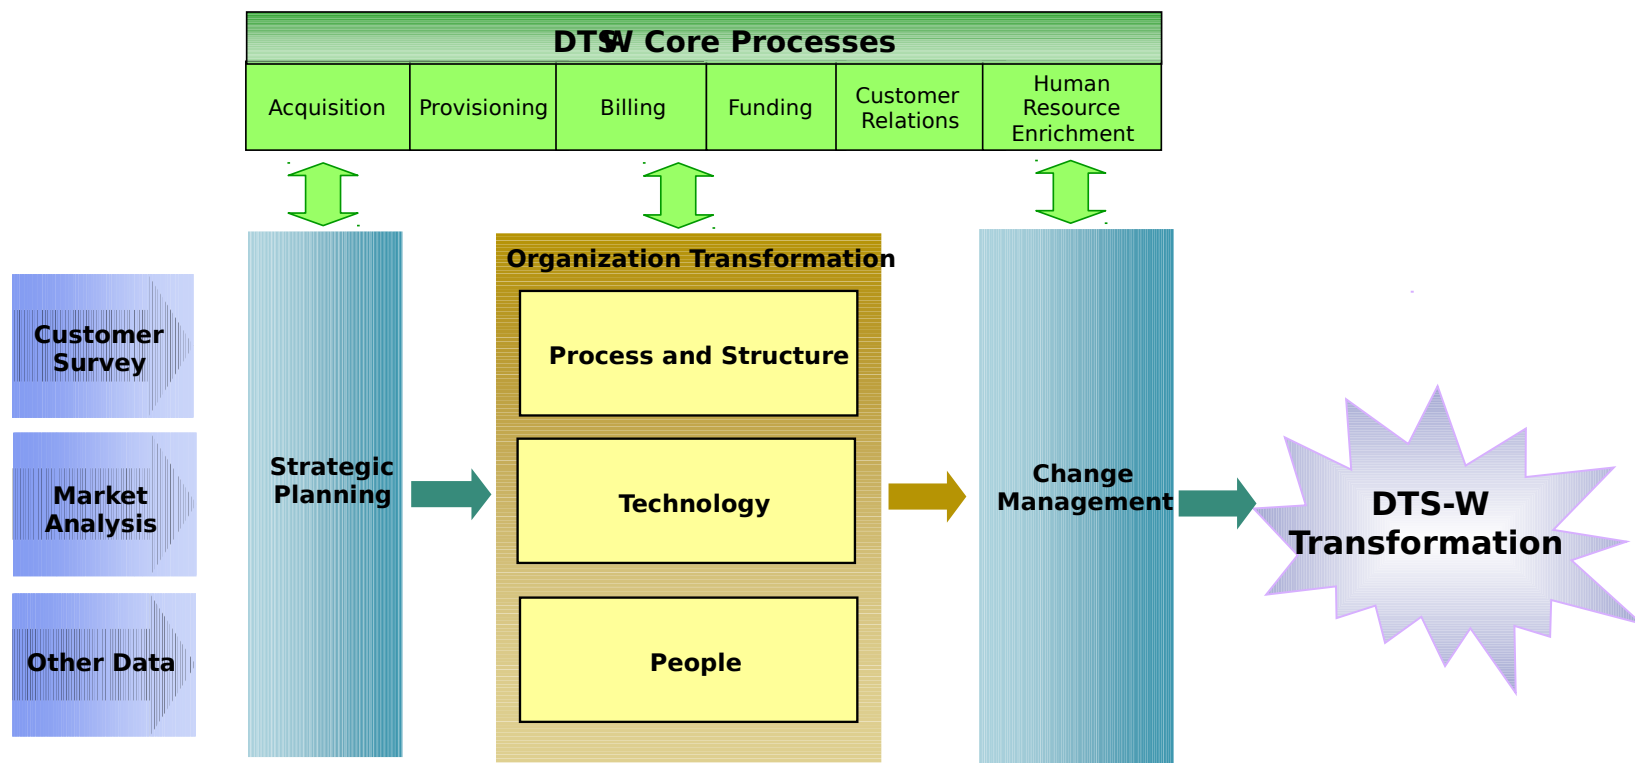 DTS-W Core Processes
Acquisition
Provisioning
Billing
Funding
Customer
Relations
Human
Resource
Enrichment
Customer
Survey
Market
Analysis
Other Data
Strategic
Planning
Organization Transformation
Process and Structure
Technology
People
Change
Management
DTS-W
Transformation